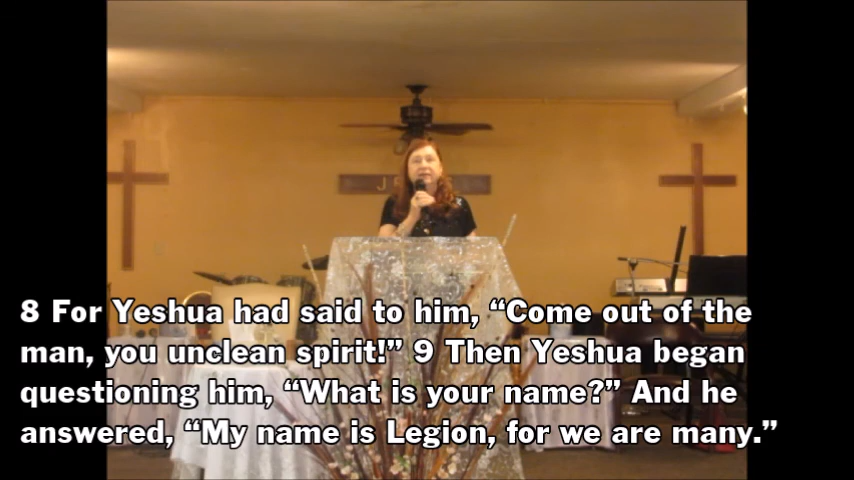 8 For Yeshua had said to him, “Come out of the
man, you unclean spirit!” 9 Then Yeshua began
questioning him, “What is your name?” And he
answered, “My name is Legion, for we are many.”